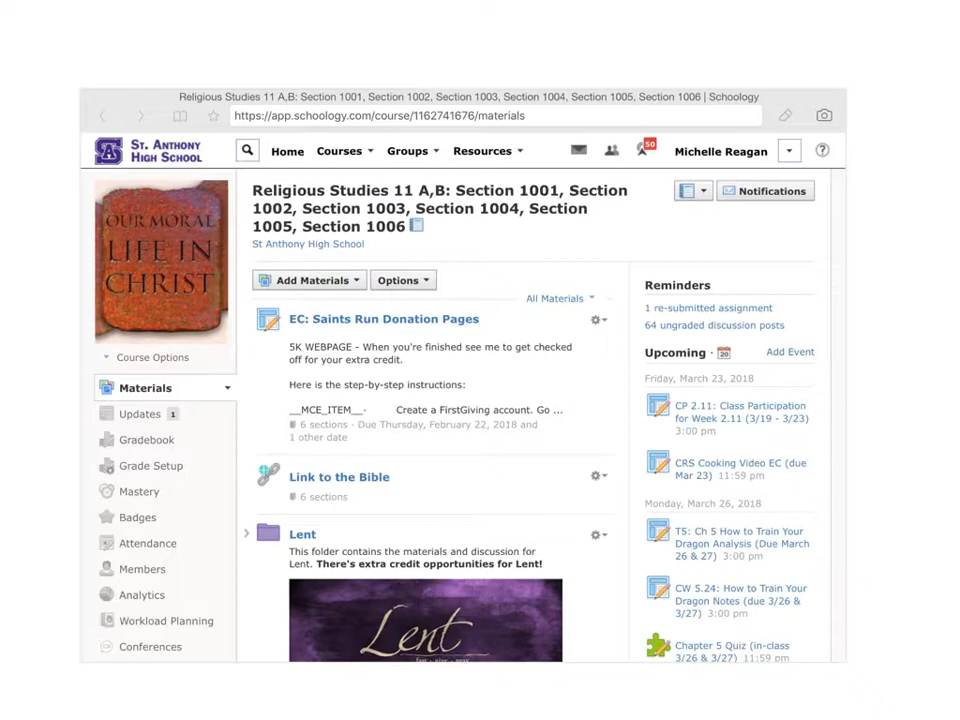 Religious Studies 11 A,B: Section 1001, Section 1002, Section 1003, Section 1004, Section 1005, Section 1006 | Schoology
https://app.schoology.com/course/1162741676/materials
ST. ANTHONY
HIGH SCHOOL
Home
Courses
Groups
Resources
50
Michelle Reagan
OUR MORAL
LIFE IN
CHRIST
Course Options
Materials
Updates 1
Gradebook
Grade Setup
Mastery
Badges
Attendance
Members
Analytics
Workload Planning
Conferences
Religious Studies 11 A,B: Section 1001, Section
1002, Section 1003, Section 1004, Section
1005, Section 1006
St Anthony High School
Notifications
Add Materials
Options
All Materials
EC: Saints Run Donation Pages
5K WEBPAGE - When you're finished see me to get checked
off for your extra credit.
Here is the step-by-step instructions:
__MCE_ITEM__· Create a FirstGiving account. Go ...
6 sections · Due Thursday, February 22, 2018 and
1 other date
Link to the Bible
6 sections
Lent
This folder contains the materials and discussion for
Lent. There's extra credit opportunities for Lent!
Lent
fast · give · pray
Reminders
1 re-submitted assignment
64 ungraded discussion posts
Upcoming · 20
Add Event
Friday, March 23, 2018
CP 2.11: Class Participation
for Week 2.11 (3/19 - 3/23)
3:00 pm
CRS Cooking Video EC (due
Mar 23) 11:59 pm
Monday, March 26, 2018
T5: Ch 5 How to Train Your
Dragon Analysis (Due March
26 & 27) 3:00 pm
CW 5.24: How to Train Your
Dragon Notes (due 3/26 &
3/27) 3:00 pm
Chapter 5 Quiz (in-class
3/26 & 3/27) 11:59 pm